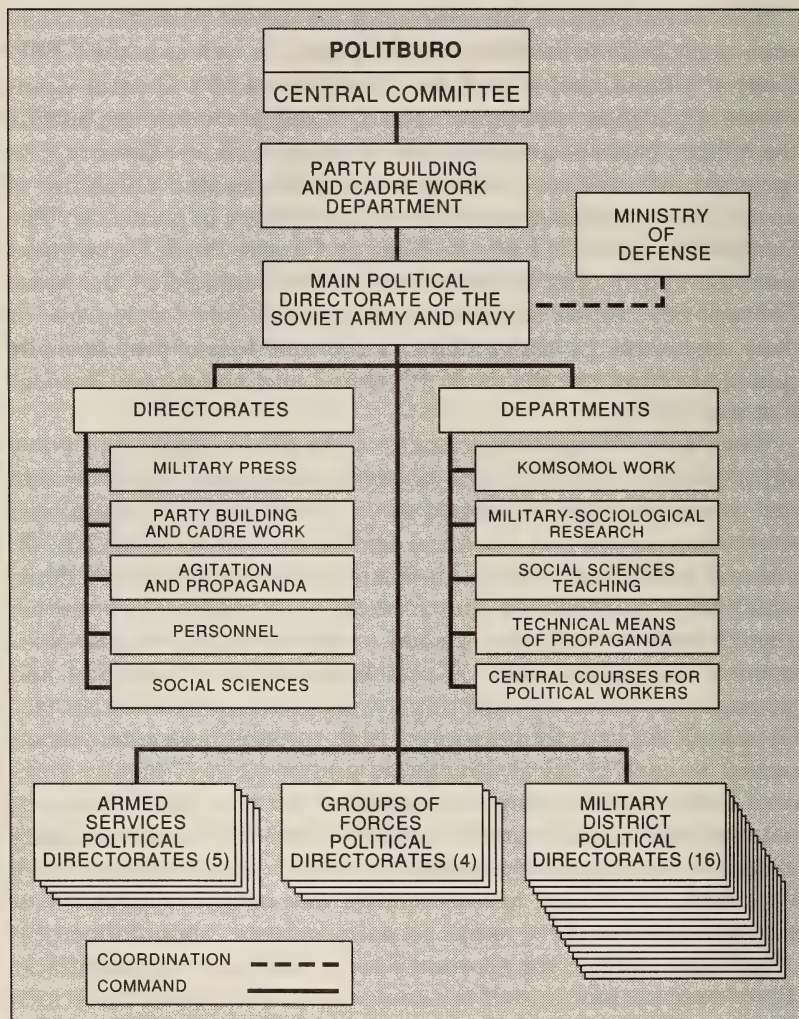 POLITBURO
CENTRAL COMMITTEE
PARTY BUILDING
AND CADRE WORK
DEPARTMENT
MINISTRY
OF
DEFENSE
MAIN POLITICAL
DIRECTORATE OF THE
SOVIET ARMY AND NAVY
DIRECTORATES
MILITARY PRESS
PARTY BUILDING
AND CADRE WORK
AGITATION
AND PROPAGANDA
PERSONNEL
SOCIAL SCIENCES
DEPARTMENTS
KOMSOMOL WORK
MILITARY-SOCIOLOGICAL
RESEARCH
SOCIAL SCIENCES
TEACHING
TECHNICAL MEANS
OF PROPAGANDA
CENTRAL COURSES FOR
POLITICAL WORKERS
ARMED
SERVICES
POLITICAL
DIRECTORATES (5)
GROUPS OF
FORCES
POLITICAL
DIRECTORATES (4)
MILITARY
DISTRICT
POLITICAL
DIRECTORATES (16)
COORDINATION
COMMAND